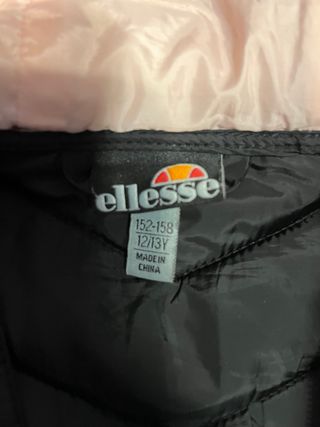 ellesse
152-158
12/13Y
MADE IN
CHINA